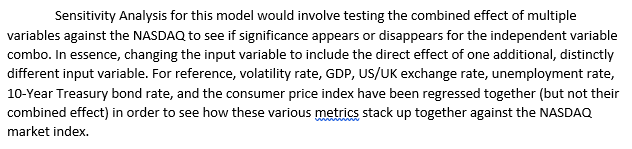 Sensitivity Analysis for this model would involve testing the combined effect of multiple
variables against the NASDAQ to see if significance appears or disappears for the independent variable
combo. In essence, changing the input variable to include the direct effect of one additional, distinctly
different input variable. For reference, volatility rate, GDP, US/UK exchange rate, unemployment rate,
10-Year Treasury bond rate, and the consumer price index have been regressed together (but not their
combined effect) in order to see how these various metrics stack up together against the NASDAQ
market index.